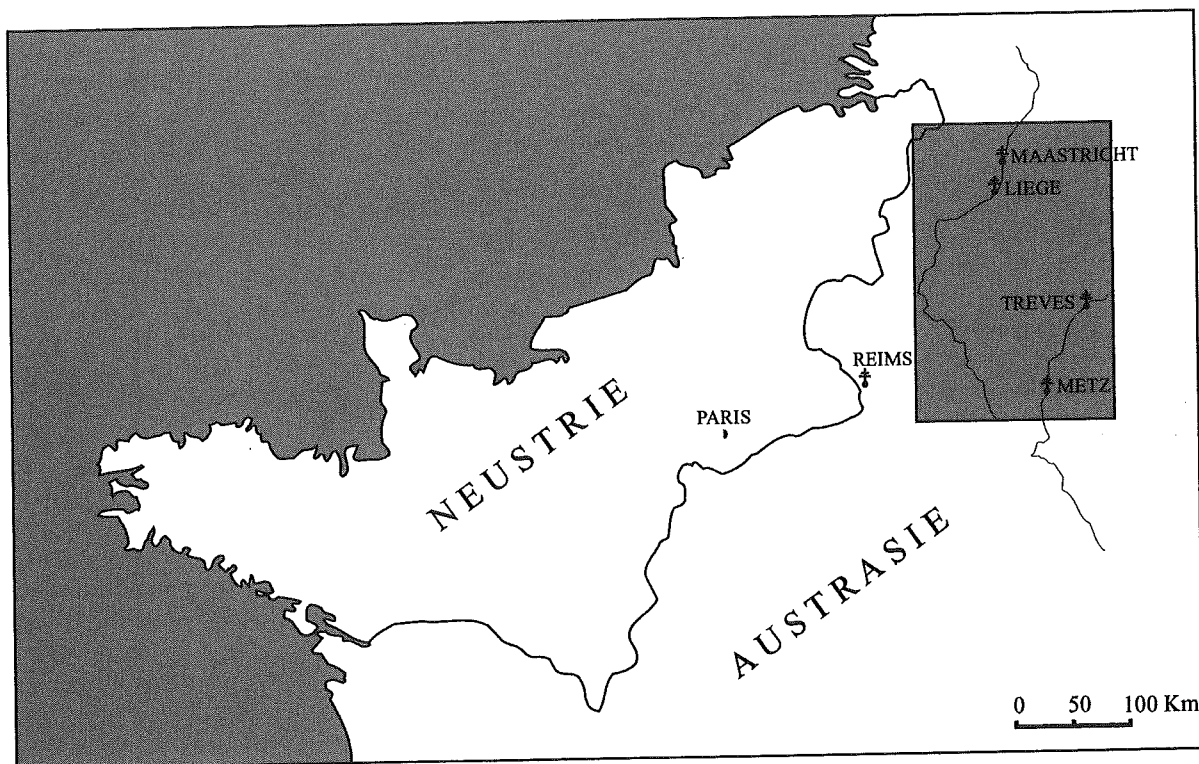 MAASTRICHT
LIEGE
TREVES
REIMS
METZ
PARIS
NEUSTRIE
AUSTRASIE
0 50 100 Km